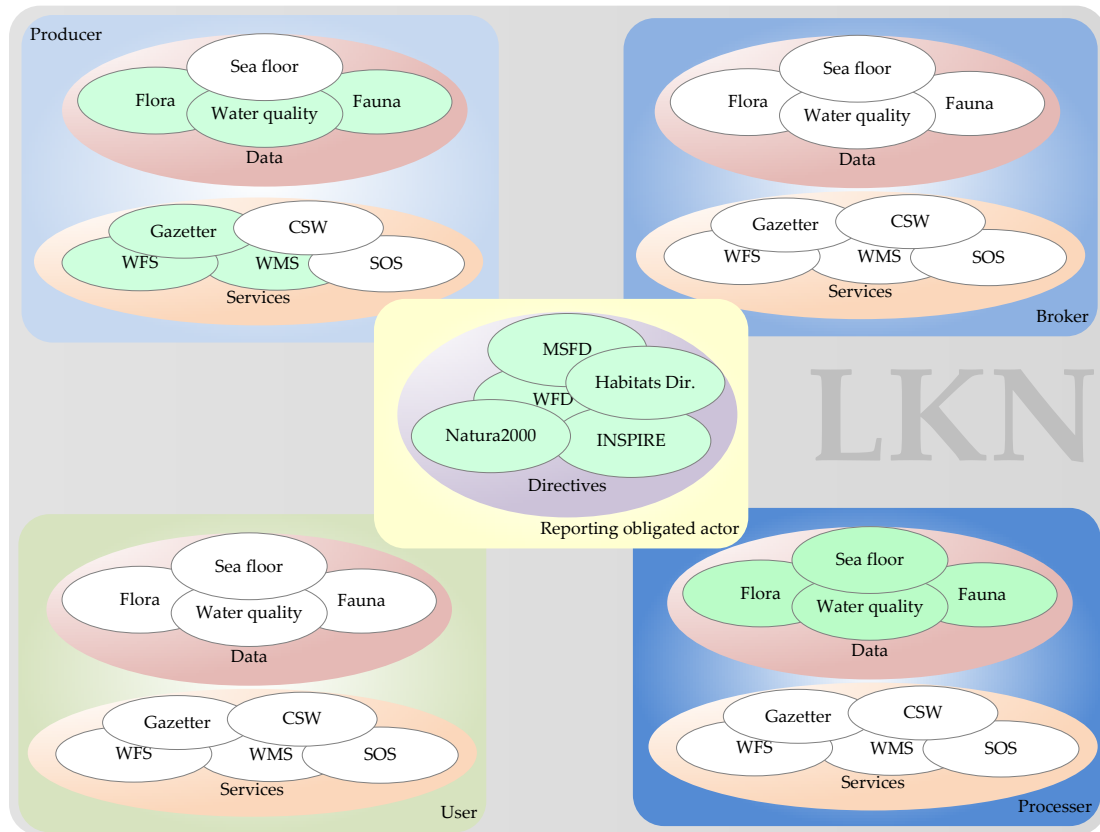 Producer
Sea floor
Flora
Fauna
Water quality
Data
CSW
Gazetter
WFS
WMS
SOS
Services
Sea floor
Flora
Fauna
Water quality
Data
CSW
Gazetter
WFS
WMS
SOS
Services
Broker
MSFD
Habitats Dir.
WFD
Natura2000
INSPIRE
Directives
Reporting obligated actor
LKN
Sea floor
Flora
Fauna
Water quality
Data
CSW
Gazetter
WFS
WMS
SOS
Services
User
Sea floor
Flora
Fauna
Water quality
Data
CSW
Gazetter
WFS
WMS
SOS
Services
Processer